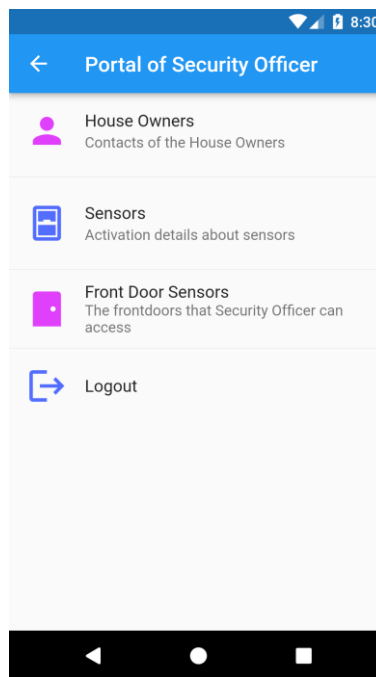 8:30
Portal of Security Officer
House Owners
Contacts of the House Owners
Sensors
Activation details about sensors
Front Door Sensors
The frontdoors that Security Officer can
access
Logout